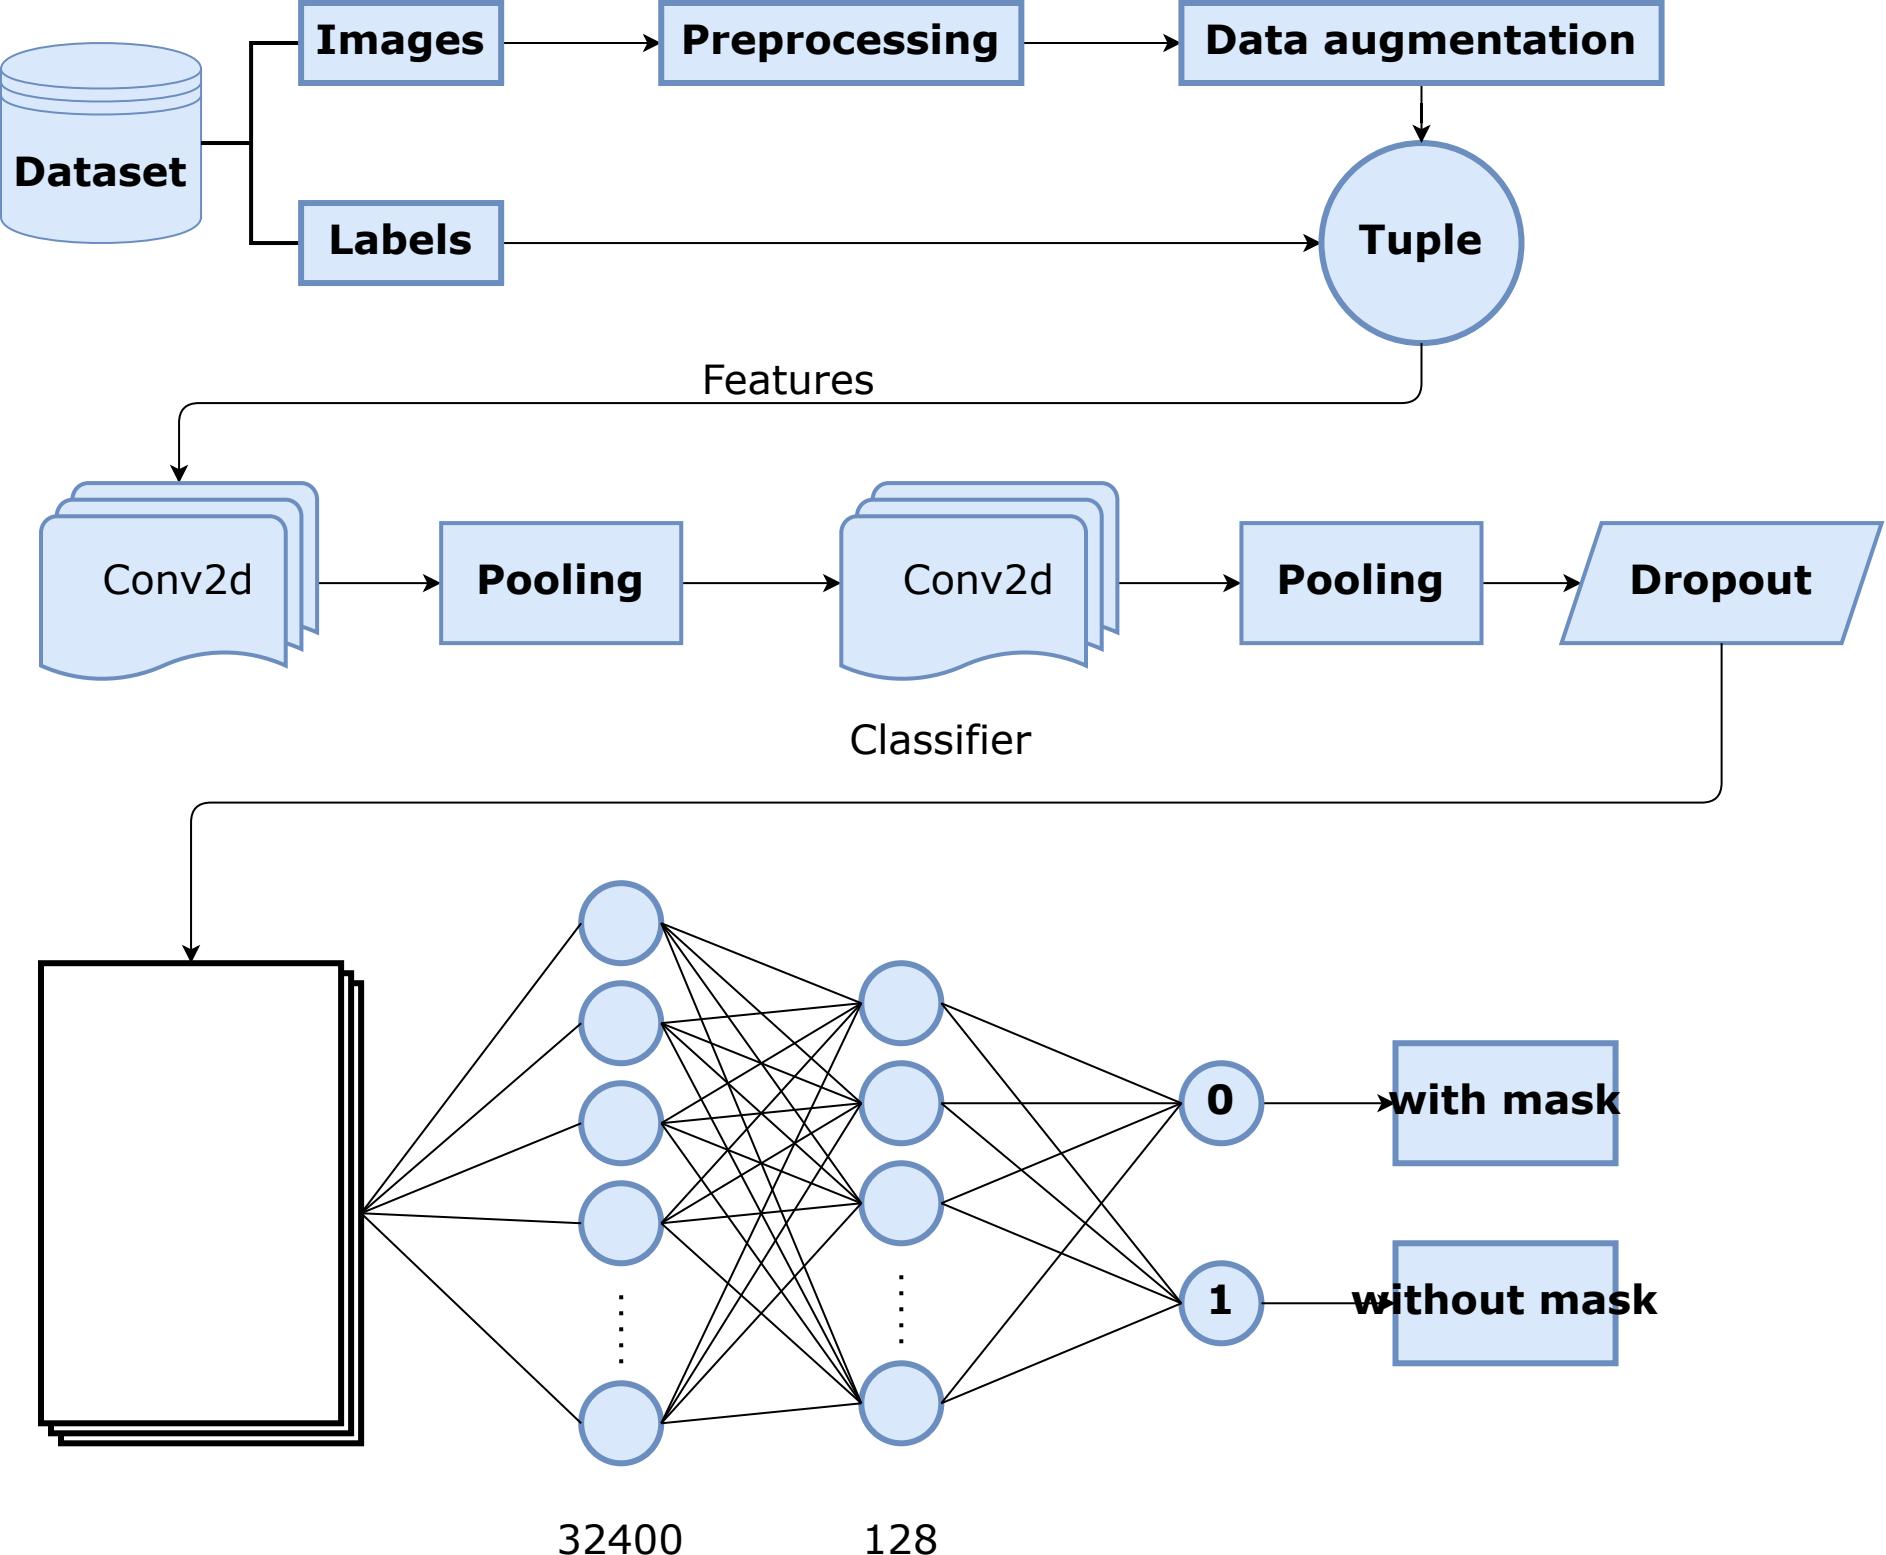 Images
Preprocessing
Data augmentation
Dataset
Labels
Tuple
Features
Conv2d
Pooling
Conv2d
Pooling
Dropout
Classifier
0
with mask
1
without mask
32400
128